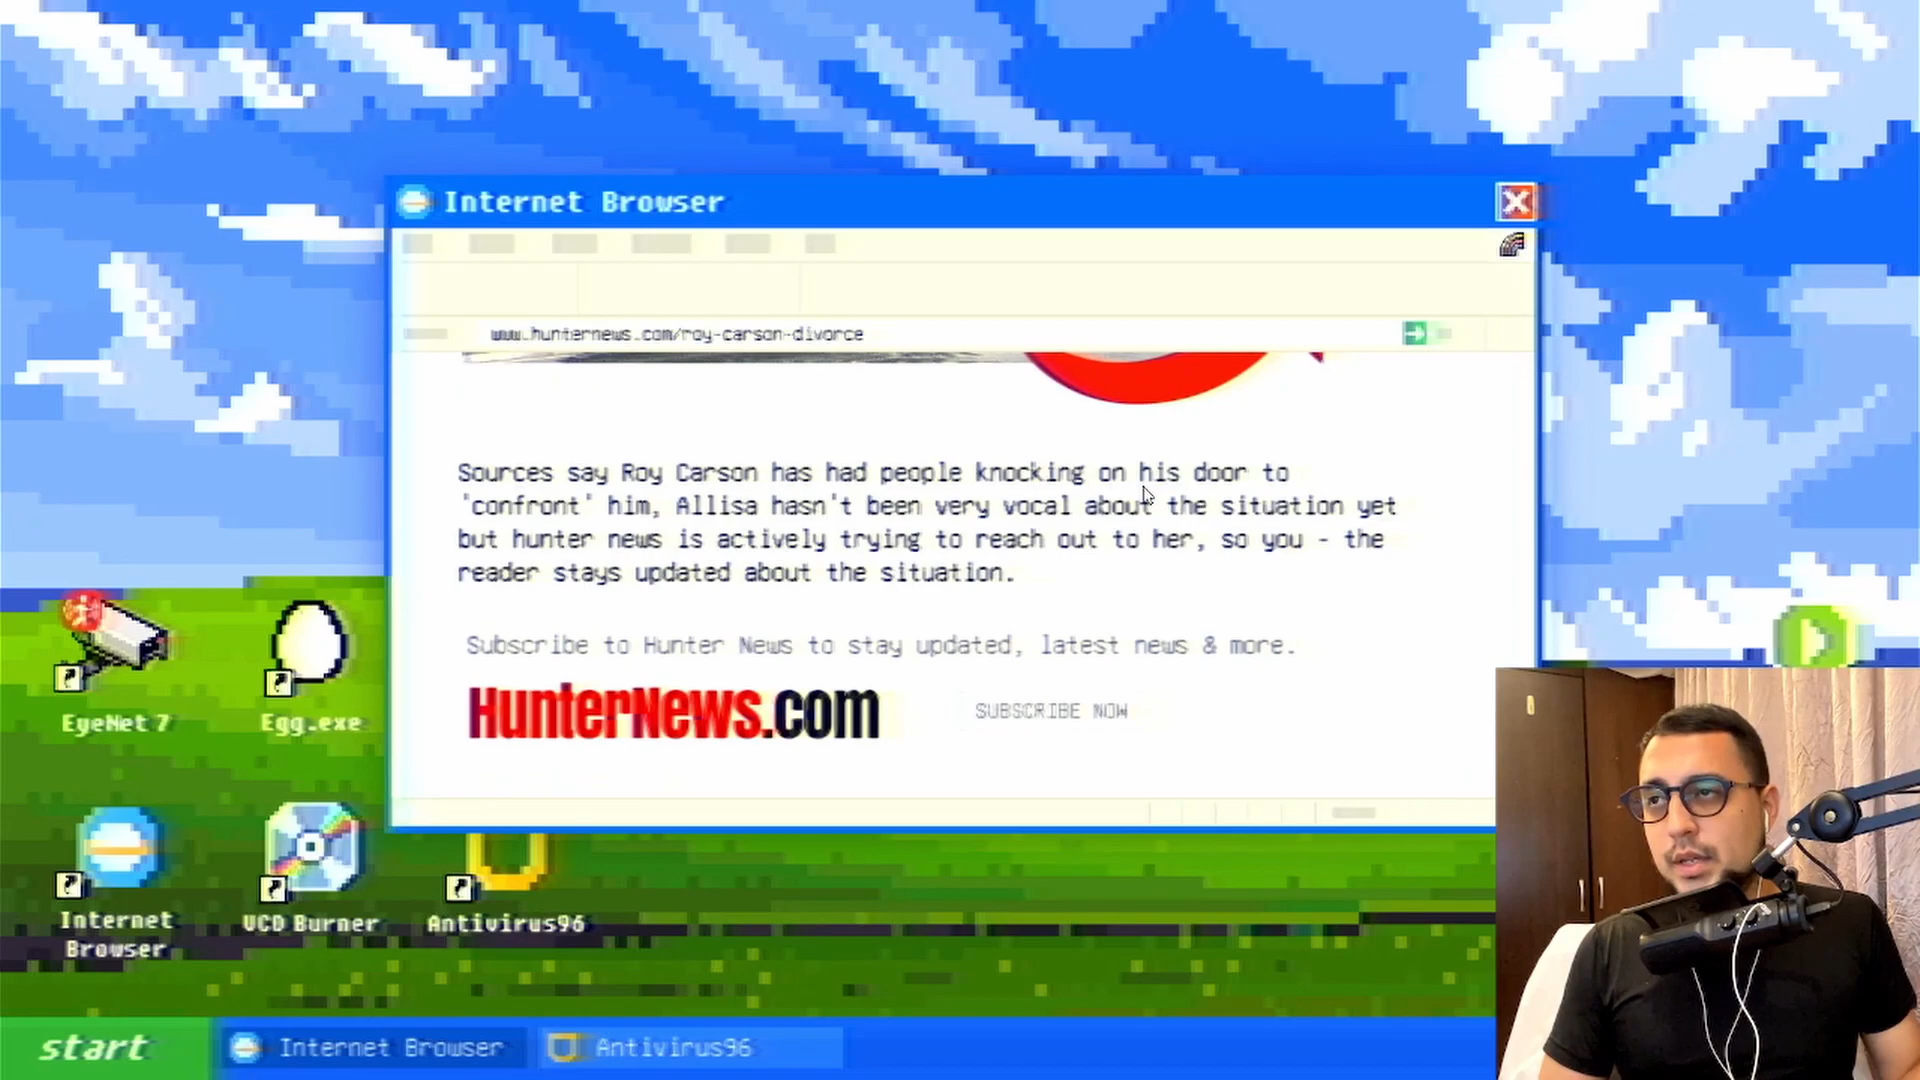 Internet Browser
www.hunternews.com/roy-carson-divorce
Sources say Roy Carson has had people knocking on his door to
'confront' him, Allisa hasn't been very vocal about the situation yet
but hunter news is actively trying to reach out to her, so you - the
reader stays updated about the situation.
Subscribe to Hunter News to stay updated, latest news & more.
HunterNews.com
SUBSCRIBE NOW
EyeNet 7
Egg.exe
Internet
Browser
VCD Burner
Antivirus96
start
Internet Browser
Antivirus96